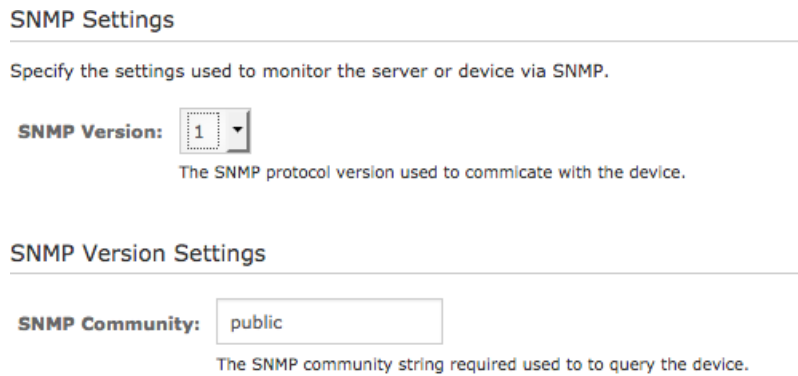 SNMP Settings
Specify the settings used to monitor the server or device via SNMP.
SNMP Version: 1
The SNMP protocol version used to commicate with the device.
SNMP Version Settings
SNMP Community: public
The SNMP community string required used to to query the device.